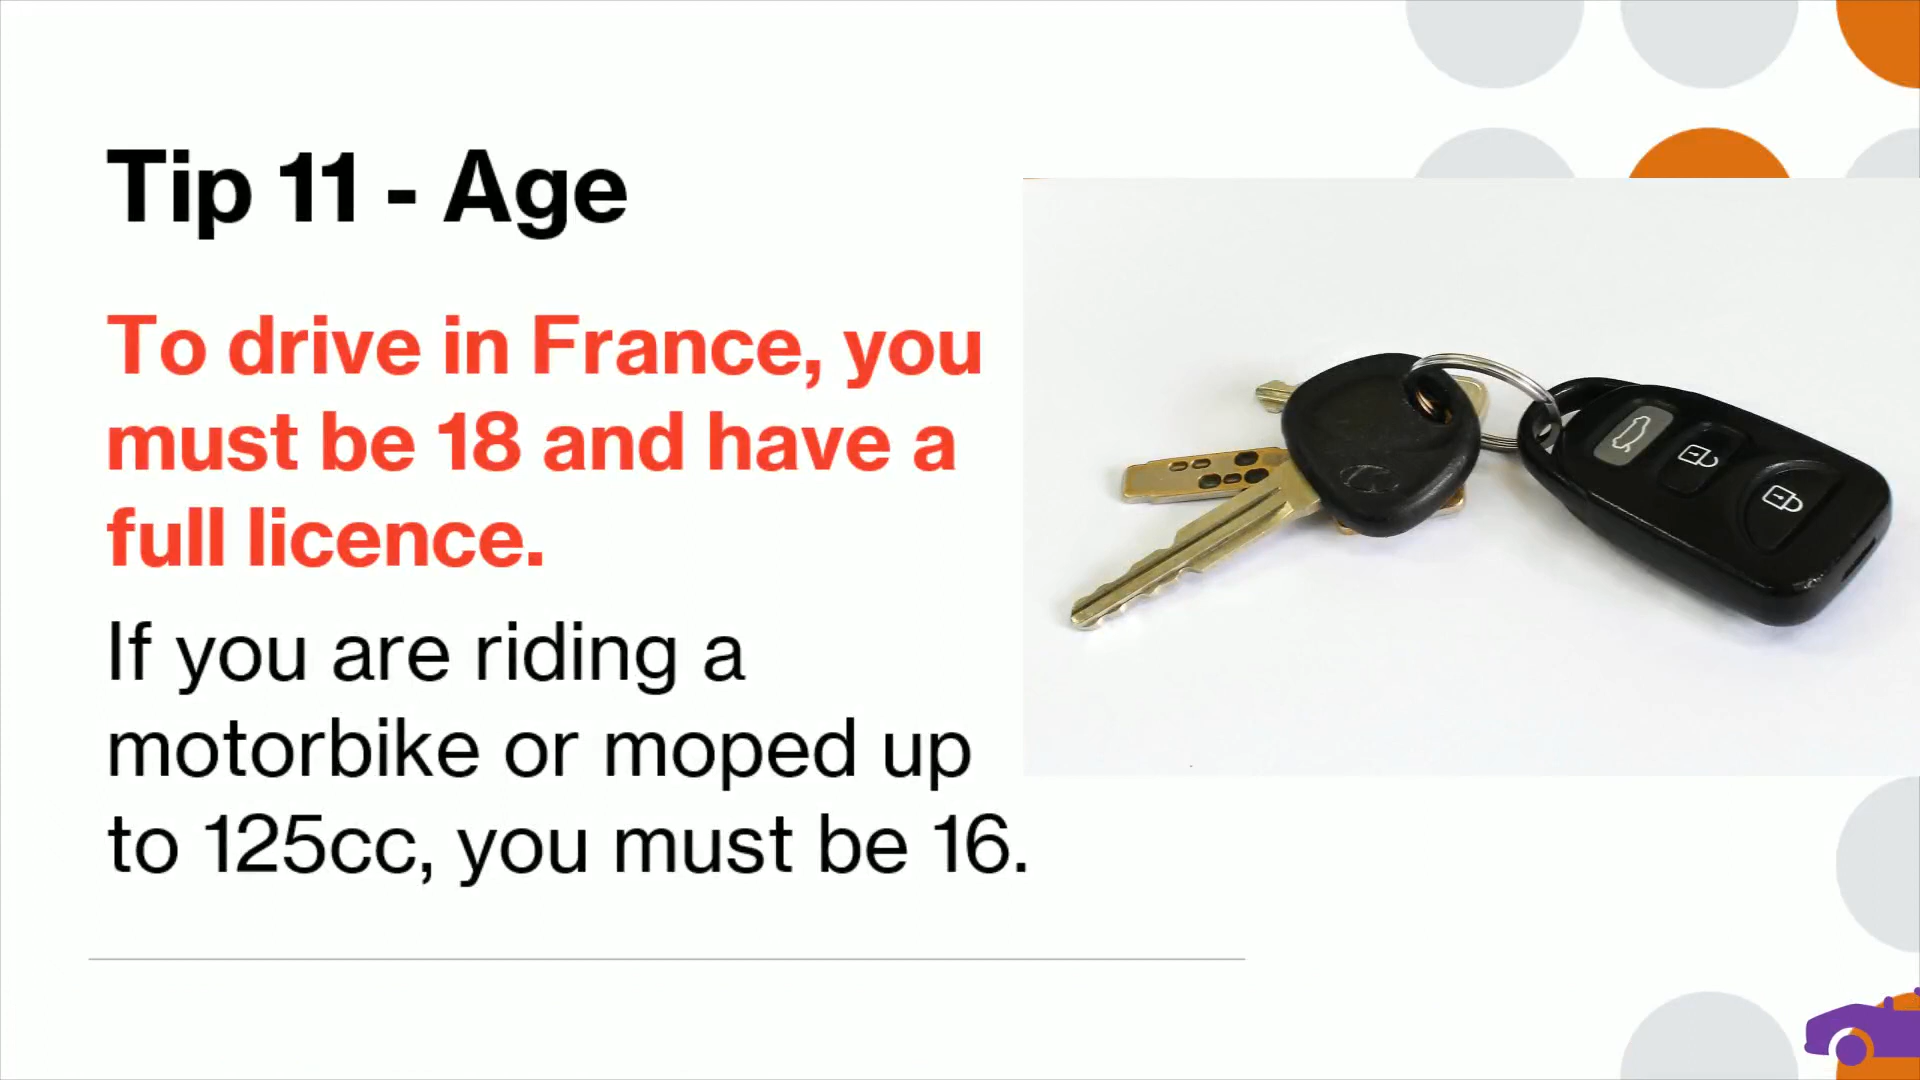 Tip 11 - Age
To drive in France, you
must be 18 and have a
full licence.
If you are riding a
motorbike or moped up
to 125cc, you must be 16.